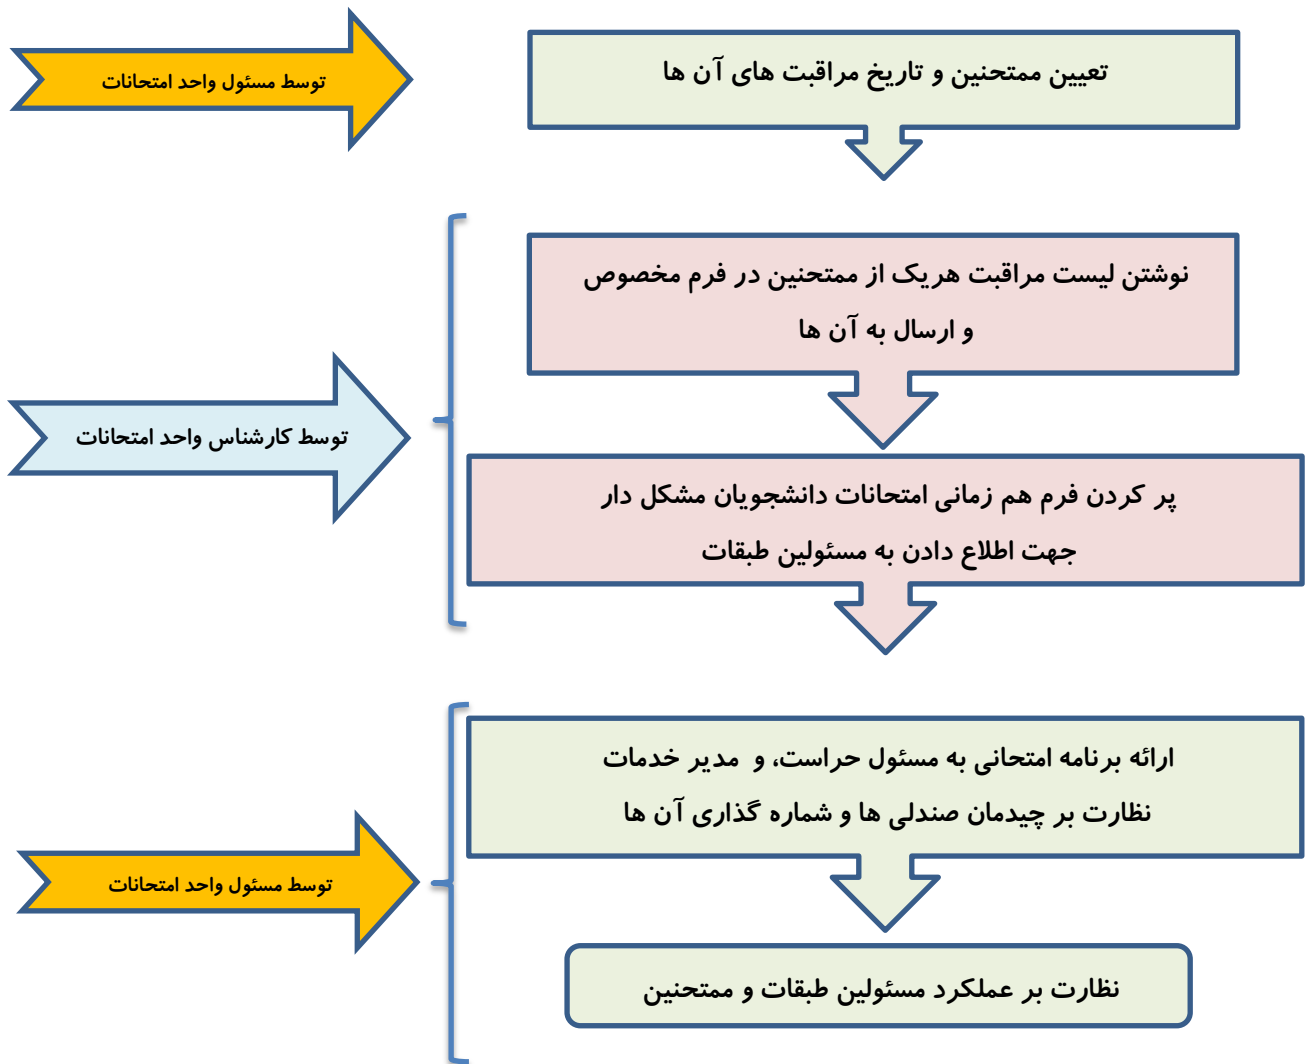 تعیین ممتحنین و تاریخ مراقبت های آن ها
توسط مسئول واحد امتحانات
نوشتن لیست مراقبت هریک از ممتحنین در فرم مخصوص
و ارسال به آن ها
توسط کارشناس واحد امتحانات
پر کردن فرم هم زمانی امتحانات دانشجویان مشکل دار
جهت اطلاع دادن به مسئولین طبقات
ارائه برنامه امتحانی به مسئول حراست، و مدیر خدمات
نظارت بر چیدمان صندلی ها و شماره گذاری آن ها
توسط مسئول واحد امتحانات
نظارت بر عملکرد مسئولین طبقات و ممتحنین